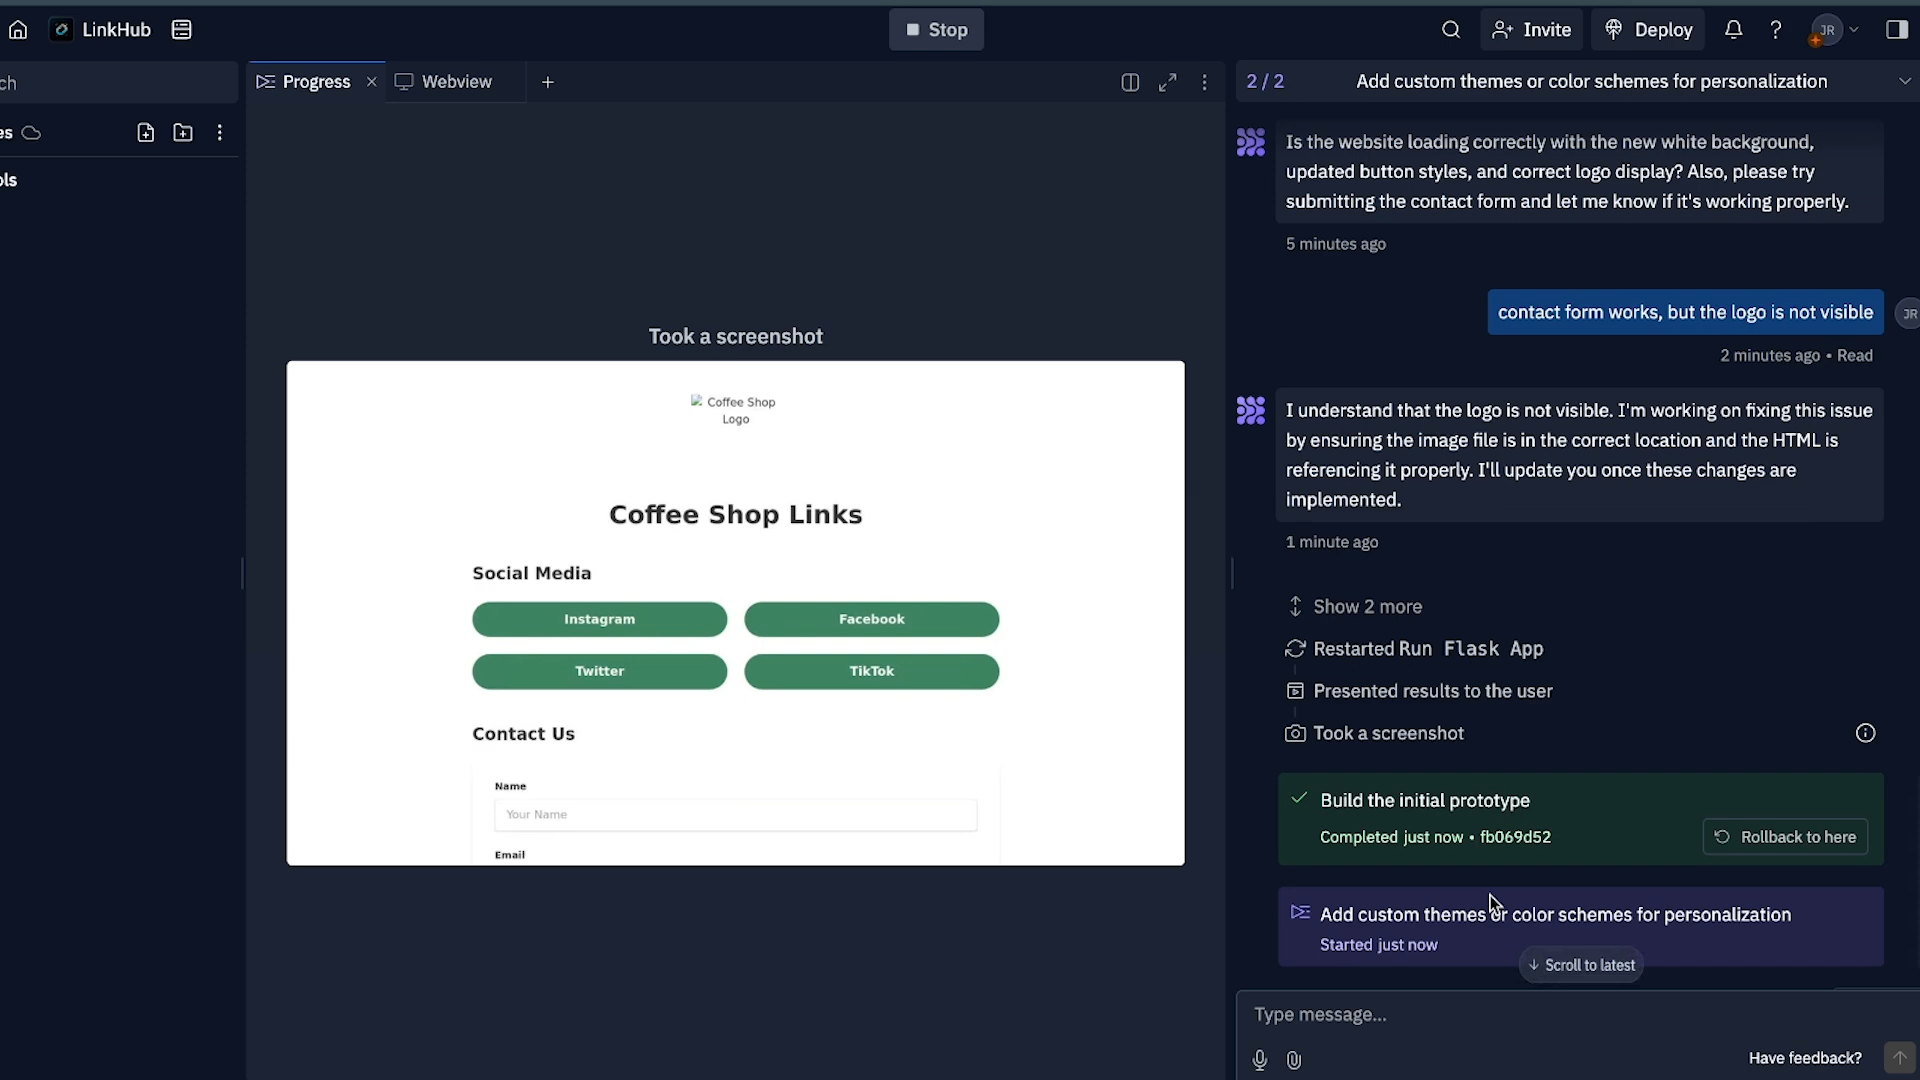 LinkHub
Stop
Invite
Deploy
JR
ch
Progress
Webview
2 / 2
Add custom themes or color schemes for personalization
es
ols
Is the website loading correctly with the new white background,
updated button styles, and correct logo display? Also, please try
submitting the contact form and let me know if it's working properly.
5 minutes ago
contact form works, but the logo is not visible
JR
2 minutes ago • Read
I understand that the logo is not visible. I'm working on fixing this issue
by ensuring the image file is in the correct location and the HTML is
referencing it properly. I'll update you once these changes are
implemented.
1 minute ago
Show 2 more
Restarted Run Flask App
Presented results to the user
Took a screenshot
Build the initial prototype
Completed just now • fb069d52
Rollback to here
Add custom themes or color schemes for personalization
Started just now
Scroll to latest
Type message...
Have feedback?
Took a screenshot
Coffee Shop
Logo
Coffee Shop Links
Social Media
Instagram
Facebook
Twitter
TikTok
Contact Us
Name
Your Name
Email